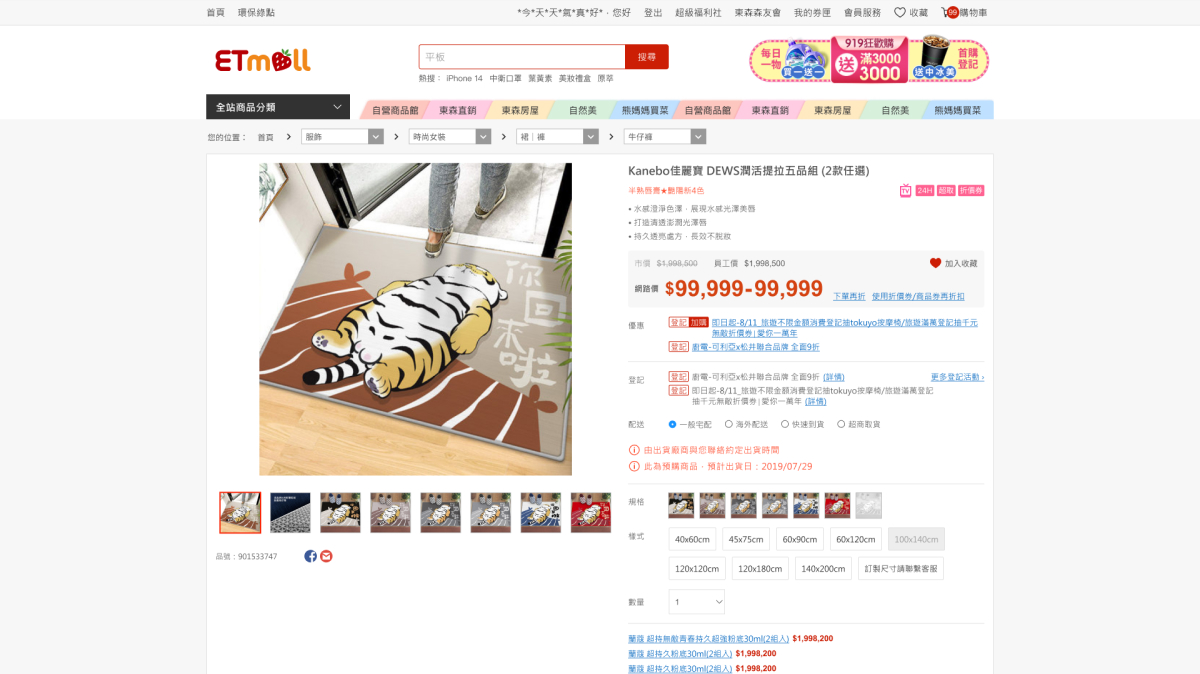 首頁 環保綠點
*今*天*天*氣*真*好*．您好 登出 超級福利社 東森森友會 我的券匣 會員服務 收藏 99 購物車
ETmall
平板 搜尋
熱搜： iPhone 14 中衛口罩 葉黃素 美妝禮盒 原萃
每日一物 買一送一
919狂歡購 送 滿3000 3000
送中冰美 首購登記
全站商品分類
自營商品館 東森直銷 東森房屋 自然美 熊媽媽買菜 自營商品館 東森直銷 東森房屋 自然美 熊媽媽買菜
您的位置： 首頁 服飾 時尚女裝 裙｜褲 牛仔褲
你回來啦
品號：901533747
Kanebo佳麗寶 DEWS潤活提拉五品組 (2款任選)
半熟唇膏★艷陽新4色
TV 24H 超取 折價券
• 水感澄淨色澤．展現水感光澤美唇
• 打造清透澎潤光澤唇
• 持久透亮處方．長效不脫妝
市價 $1,998,500 員工價 $1,998,500 加入收藏
網路價 $99,999-99,999 下單再折 使用折價券/商品券再折扣
優惠 登記 加購 即日起-8/11_旅遊不限金額消費登記抽tokuyo按摩椅/旅遊滿萬登記抽千元
無敵折價券|愛你一萬年
登記 廚電-可利亞x松井聯合品牌 全面9折
登記 登記 廚電-可利亞x松井聯合品牌 全面9折 (詳情) 更多登記活動 ›
登記 即日起-8/11_旅遊不限金額消費登記抽tokuyo按摩椅/旅遊滿萬登記
抽千元無敵折價券|愛你一萬年 (詳情)
配送 一般宅配 海外配送 快速到貨 超商取貨
由出貨廠商與您聯絡約定出貨時間
此為預購商品．預計出貨日：2019/07/29
規格
樣式 40x60cm 45x75cm 60x90cm 60x120cm 100x140cm
120x120cm 120x180cm 140x200cm 訂製尺寸請聯繫客服
數量 1
蘭蔻 超持無敵青春持久超強粉底30ml(2組入) $1,998,200
蘭蔻 超持久粉底30ml(2組入) $1,998,200
蘭蔻 超持久粉底30ml(2組入) $1,998,200